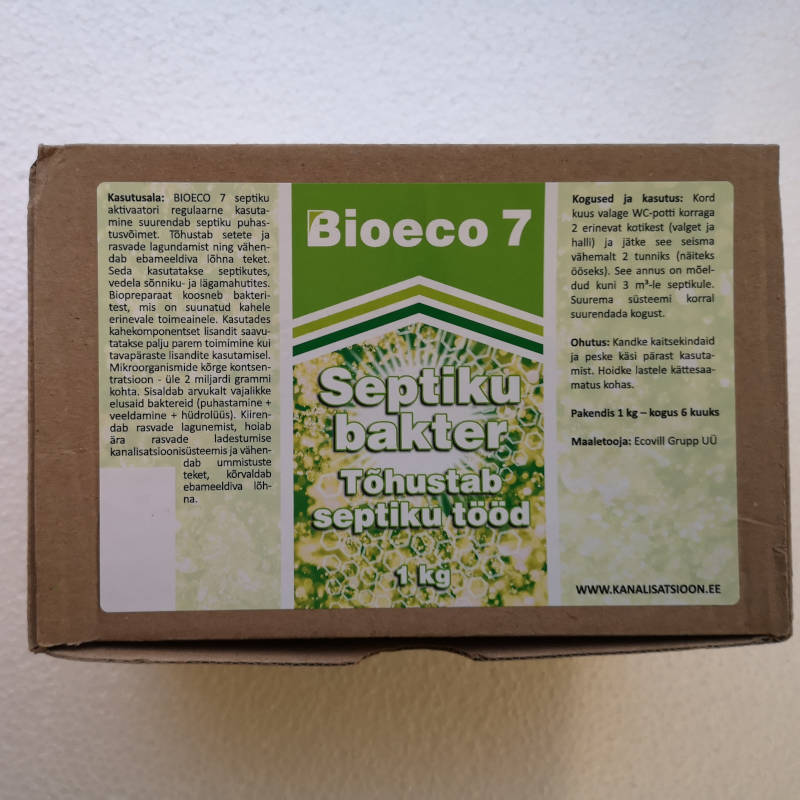 Kasutusala: BIOECO 7 septiku
aktivaatori regulaarne kasuta-
mine suurendab septiku puhas-
tusvõimet. Tõhustab setete ja
rasvade lagundamist ning vähen-
dab ebameeldiva lõhna teket.
Seda kasutatakse septikutes,
vedela sõnniku- ja lägamahutites.
Biopreparaat koosneb bakteri-
test, mis on suunatud kahele
erinevale toimeainele. Kasutades
kahekomponentset lisandit saavu-
tatakse palju parem toimimine kui
tavapäraste lisandite kasutamisel.
Mikroorganismide kõrge kontsen-
tratsioon - üle 2 miljardi grammi
kohta. Sisaldab arvukalt vajalikke
elusaid baktereid (puhastamine +
veeldamine + hüdrolüüs). Kiiren-
dab rasvade lagunemist, hoiab
ära rasvade ladestumise
kanalisatsioonisüsteemis ja vähen-
dab ummistuste
teket, kõrvaldab
ebameeldiva lõh-
na.
Bioeco 7
Septiku
bakter
Tõhustab
septiku tööd
1 kg
Kogused ja kasutus: Kord
kuus valage WC-potti korraga
2 erinevat kotikest (valget ja
halli) ja jätke see seisma
vähemalt 2 tunniks (näiteks
ööseks). See annus on mõel-
dud kuni 3 m³-le septikule.
Suurema süsteemi korral
suurendada kogust.
Ohutus: Kandke kaitsekindaid
ja peske käsi pärast kasuta-
mist. Hoidke lastele kättesaa-
matus kohas.
Pakendis 1 kg – kogus 6 kuuks
Maaletooja: Ecovill Grupp UÜ
WWW.KANALISATSIOON.EE